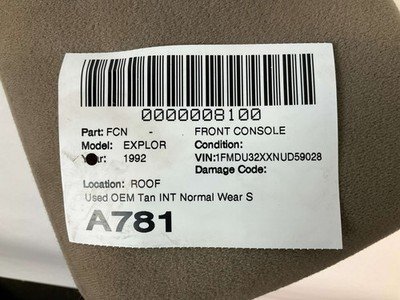 0000008100
Part: FCN - FRONT CONSOLE
Model: EXPLOR Condition:
ar: 1992 VIN:1FMDU32XXNUD59028
Damage Code:
Location: ROOF
Used OEM Tan INT Normal Wear S
A781